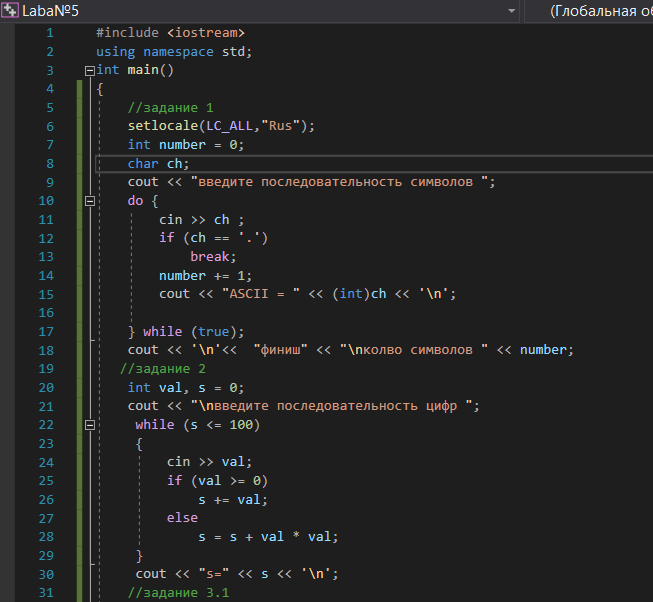 Laba№5 (Глобальная об
1 #include <iostream>
2 using namespace std;
3 int main()
4 {
5 //задание 1
6 setlocale(LC_ALL,"Rus");
7 int number = 0;
8 char ch;
9 cout << "введите последовательность символов ";
10 do {
11 cin >> ch ;
12 if (ch == '.')
13 break;
14 number += 1;
15 cout << "ASCII = " << (int)ch << '\n';
16
17 } while (true);
18 cout << '\n'<<  "финиш" << "\nколво символов " << number;
19 //задание 2
20 int val, s = 0;
21 cout << "\nвведите последовательность цифр ";
22 while (s <= 100)
23 {
24 cin >> val;
25 if (val >= 0)
26 s += val;
27 else
28 s = s + val * val;
29 }
30 cout << "s=" << s << '\n';
31 //задание 3.1